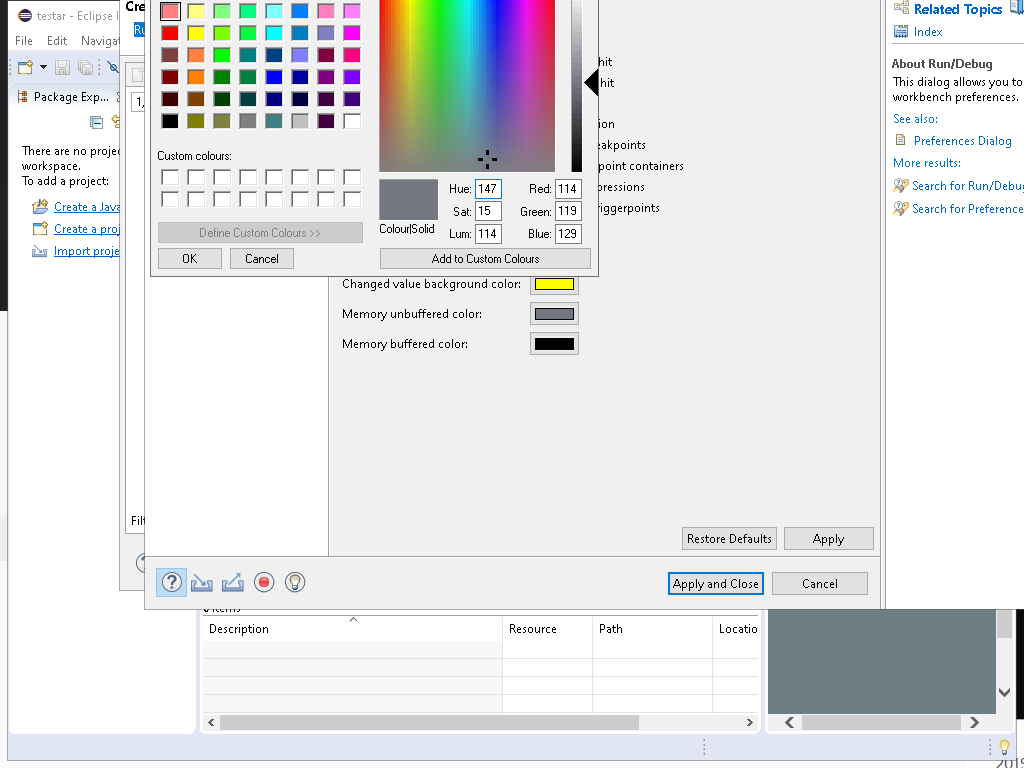 testar - Eclipse I
File Edit Navigat
Package Exp...
There are no proje
workspace.
To add a project:
Create a Java
Create a proj
Import proje
Cre
Ru
1,
Filt
Custom colours:
Define Custom Colours >>
OK
Cancel
Colour|Solid
Hue: 147
Sat: 15
Lum: 114
Red: 114
Green: 119
Blue: 129
Add to Custom Colours
hit
hit
ion
eakpoints
point containers
pressions
riggerpoints
Changed value background color:
Memory unbuffered color:
Memory buffered color:
Restore Defaults
Apply
Apply and Close
Cancel
Related Topics
Index
About Run/Debug
This dialog allows you to
workbench preferences.
See also:
Preferences Dialog
More results:
Search for Run/Debug
Search for Preference
Description
Resource
Path
Locatio
2019